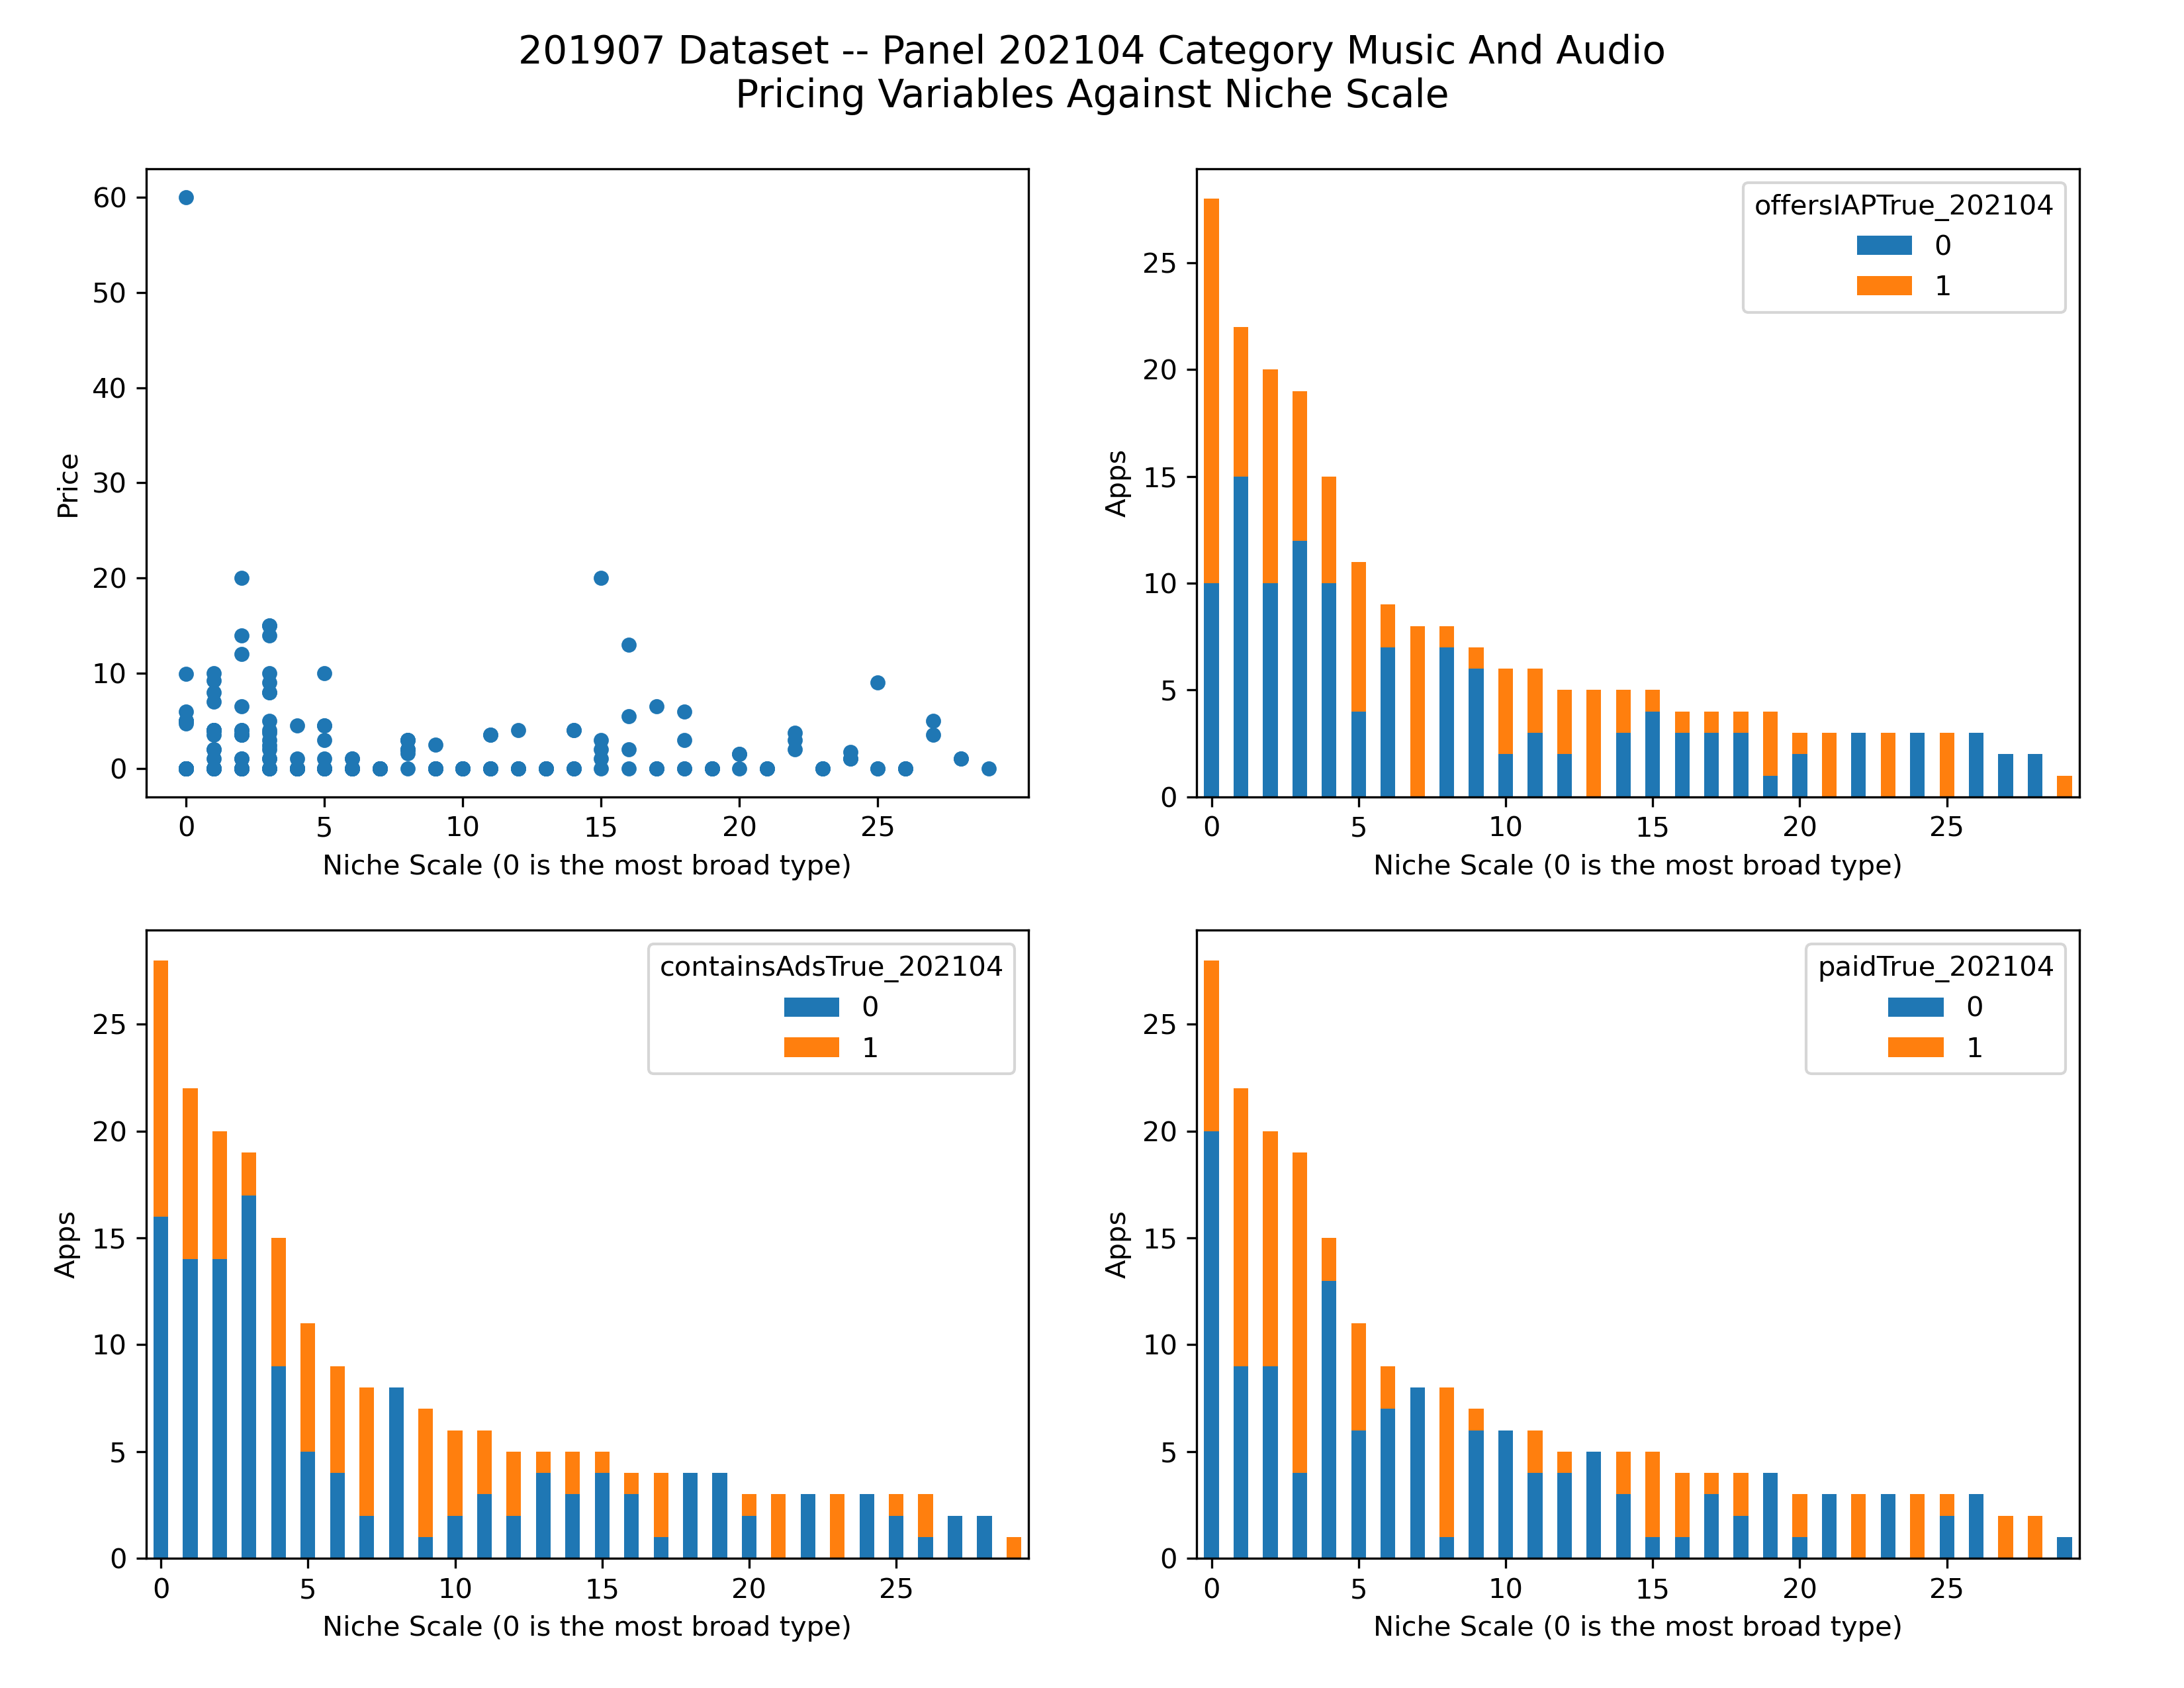 201907 Dataset -- Panel 202104 Category Music And Audio
Pricing Variables Against Niche Scale
60
50
40
30
20
10
0
Price
0 5 10 15 20 25
Niche Scale (0 is the most broad type)
offersIAPTrue_202104
0
1
25
20
15
10
5
0
Apps
0 5 10 15 20 25
Niche Scale (0 is the most broad type)
containsAdsTrue_202104
0
1
25
20
15
10
5
0
Apps
0 5 10 15 20 25
Niche Scale (0 is the most broad type)
paidTrue_202104
0
1
25
20
15
10
5
0
Apps
0 5 10 15 20 25
Niche Scale (0 is the most broad type)